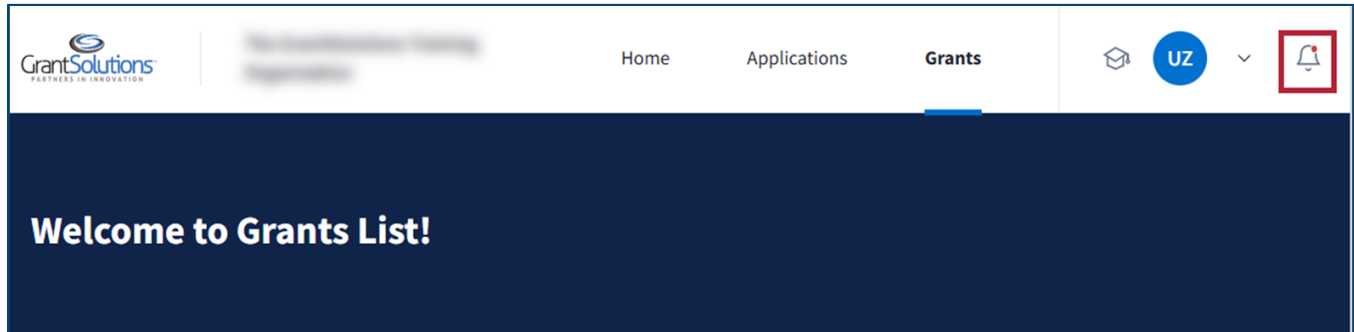 GrantSolutions
PARTNERS IN INNOVATION
Home
Applications
Grants
UZ
Welcome to Grants List!